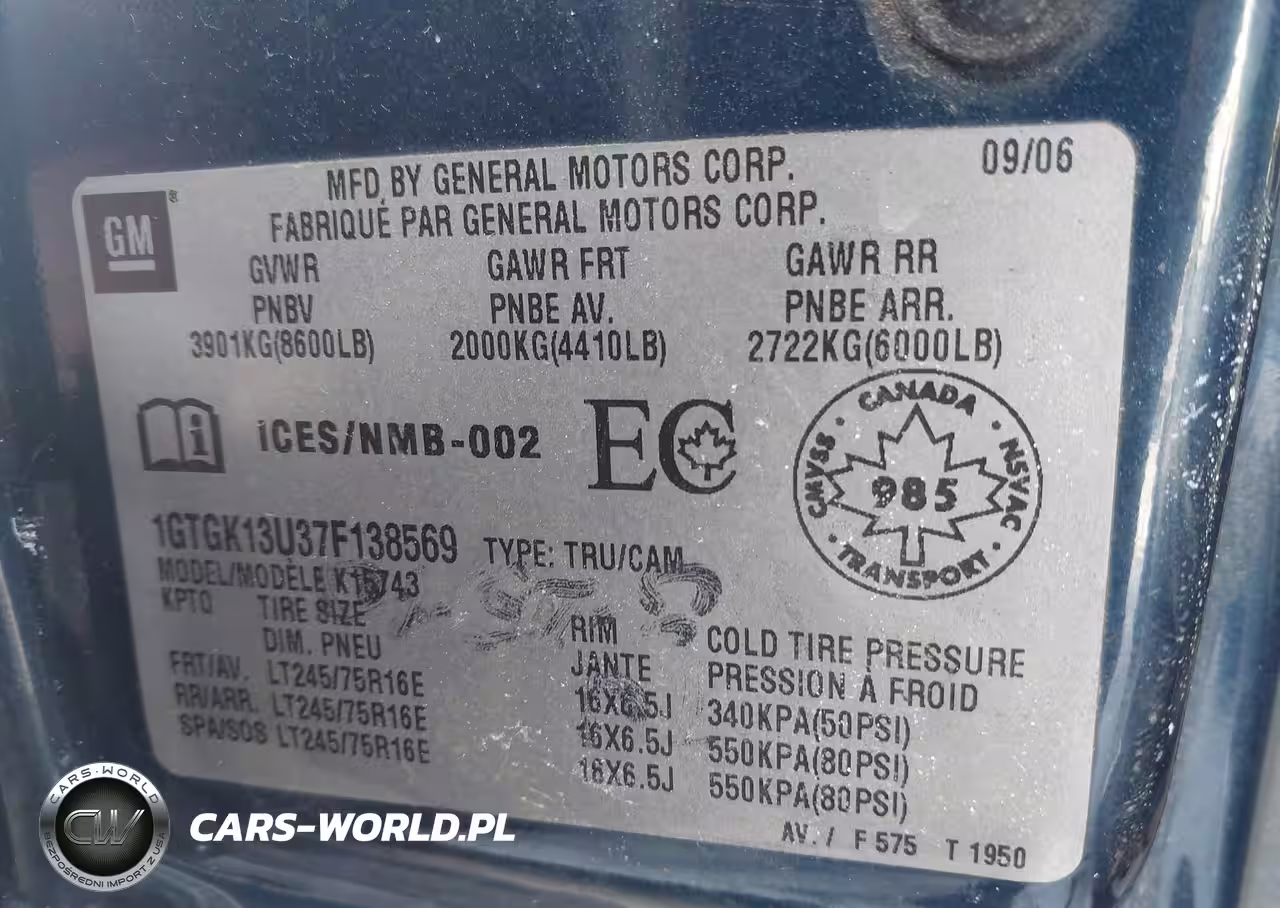 09/06
MFD BY GENERAL MOTORS CORP.
FABRIQUÉ PAR GENERAL MOTORS CORP.
GM
GVWR GAWR FRT GAWR RR
PNBV PNBE AV. PNBE ARR.
3901KG(8600LB) 2000KG(4410LB) 2722KG(6000LB)
ICES/NMB-002 EC
CANADA
CMVSS 985 NSVAC
TRANSPORT
1GTGK13U37F138569 TYPE: TRU/CAM
MODEL/MODÈLE K15743
KPTO TIRE SIZE RIM COLD TIRE PRESSURE
DIM. PNEU JANTE PRESSION À FROID
FRT/AV. LT245/75R16E 16X6.5J 340KPA(50PSI)
RR/ARR. LT245/75R16E 16X6.5J 550KPA(80PSI)
SPA/SOS LT245/75R16E 16X6.5J 550KPA(80PSI)
AV./ F 575 T 1950
CARS-WORLD
CW
BEZPOŚREDNI IMPORT Z USA
CARS-WORLD.PL